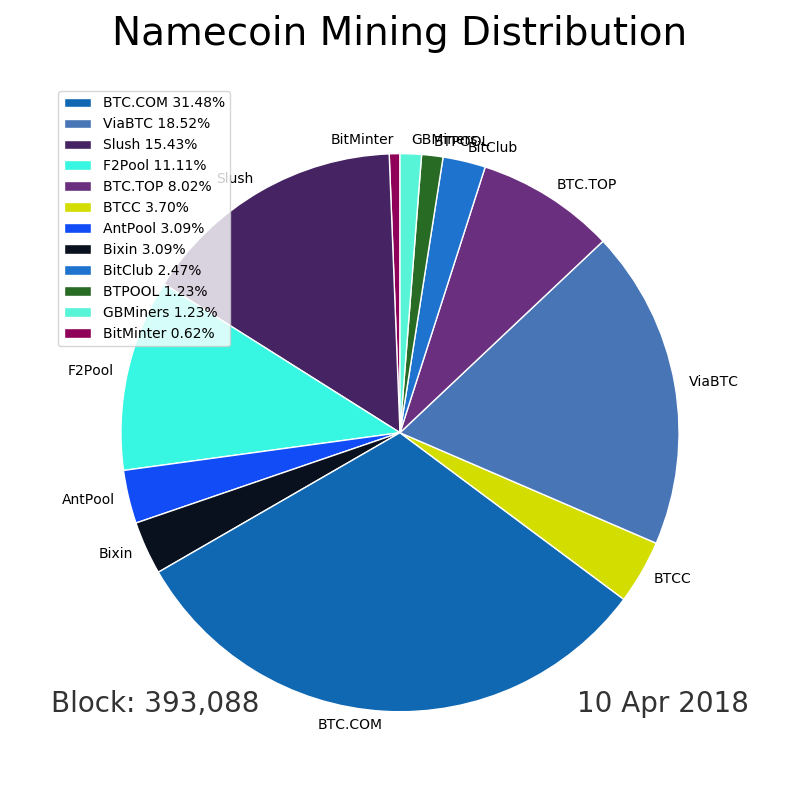 Namecoin Mining Distribution
BTC.COM 31.48%
ViaBTC 18.52%
Slush 15.43%
F2Pool 11.11%
BTC.TOP 8.02%
BTCC 3.70%
AntPool 3.09%
Bixin 3.09%
BitClub 2.47%
BTPOOL 1.23%
GBMiners 1.23%
BitMinter 0.62%
BitMinter
GBMiners
BTPOOL
BitClub
BTC.TOP
Slush
F2Pool
ViaBTC
AntPool
Bixin
BTCC
BTC.COM
Block: 393,088
10 Apr 2018